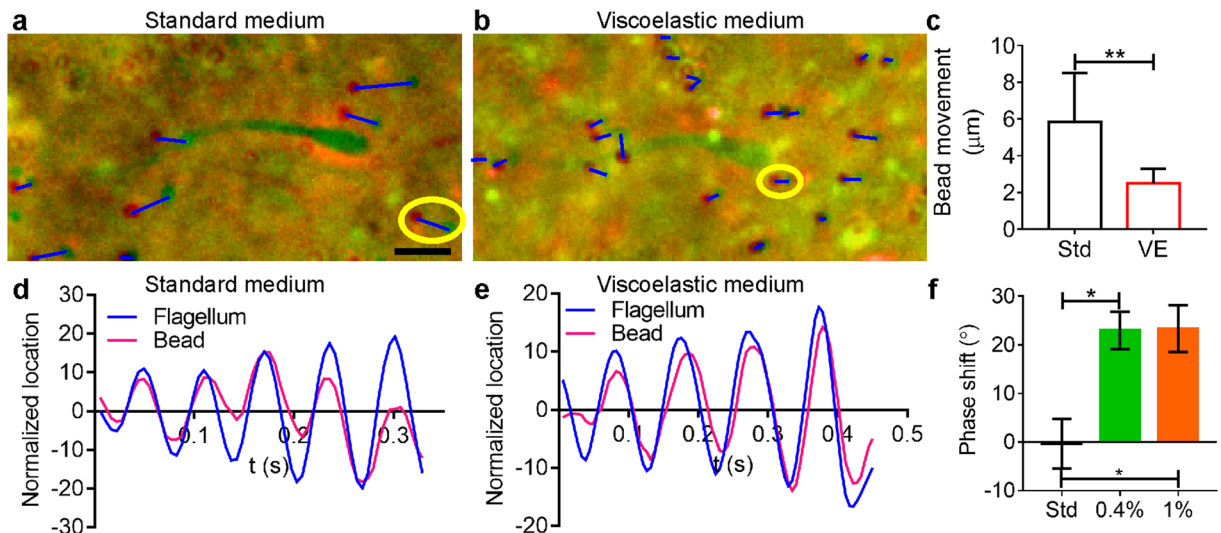 a Standard medium
b Viscoelastic medium
c
Bead movement
(μm)
10
8
6
4
2
0
**
Std VE
d Standard medium
Normalized location
30
20
10
0
-10
-20
-30
Flagellum
Bead
0.1 0.2 0.3
t (s)
e Viscoelastic medium
Normalized location
20
10
0
-10
-20
Flagellum
Bead
0.1 0.2 0.3 0.4 0.5
t (s)
f
Phase shift (°)
30
20
10
0
-10
*
*
Std 0.4% 1%